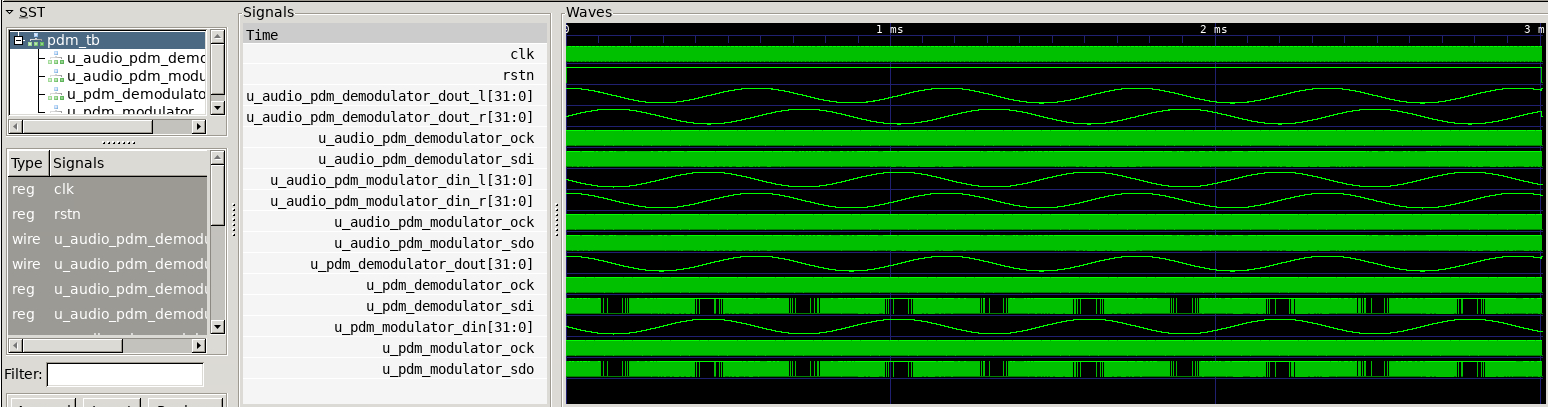 SST
pdm_tb
u_audio_pdm_demo
u_audio_pdm_modu
u_pdm_demodulato
u_pdm_modulator
Type Signals
reg clk
reg rstn
wire u_audio_pdm_demodu
wire u_audio_pdm_demodu
reg u_audio_pdm_demodu
reg u_audio_pdm_demodu
Filter:
Signals
Time
clk
rstn
u_audio_pdm_demodulator_dout_l[31:0]
u_audio_pdm_demodulator_dout_r[31:0]
u_audio_pdm_demodulator_ock
u_audio_pdm_demodulator_sdi
u_audio_pdm_modulator_din_l[31:0]
u_audio_pdm_modulator_din_r[31:0]
u_audio_pdm_modulator_ock
u_audio_pdm_modulator_sdo
u_pdm_demodulator_dout[31:0]
u_pdm_demodulator_ock
u_pdm_demodulator_sdi
u_pdm_modulator_din[31:0]
u_pdm_modulator_ock
u_pdm_modulator_sdo
Waves
0 1 ms 2 ms 3 m